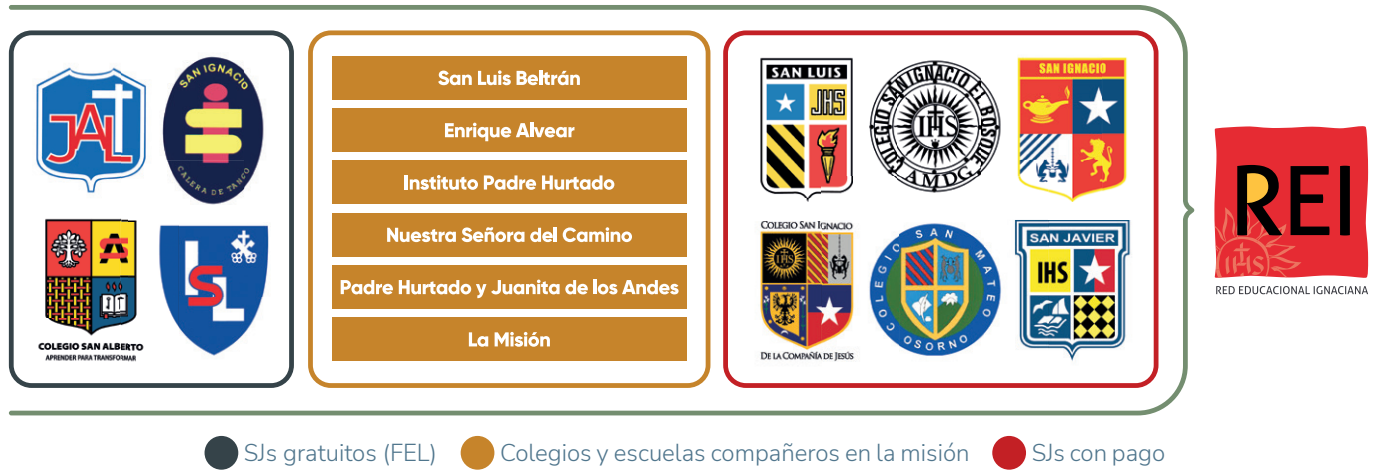 JALT
SAN IGNACIO
CALERA DE TANGO
AS
COLEGIO SAN ALBERTO
APRENDER PARA TRANSFORMAR
SL
San Luis Beltrán
Enrique Alvear
Instituto Padre Hurtado
Nuestra Señora del Camino
Padre Hurtado y Juanita de los Andes
La Misión
SAN LUIS
JHS
COLEGIO SAN IGNACIO EL BOSQUE
IHS
AMDG
SAN IGNACIO
COLEGIO SAN IGNACIO
IHS
DE LA COMPAÑÍA DE JESÚS
COLEGIO SAN MATEO
OSORNO
SAN JAVIER
IHS
REI
IHS
RED EDUCACIONAL IGNACIANA
SJs gratuitos (FEL)
Colegios y escuelas compañeros en la misión
SJs con pago